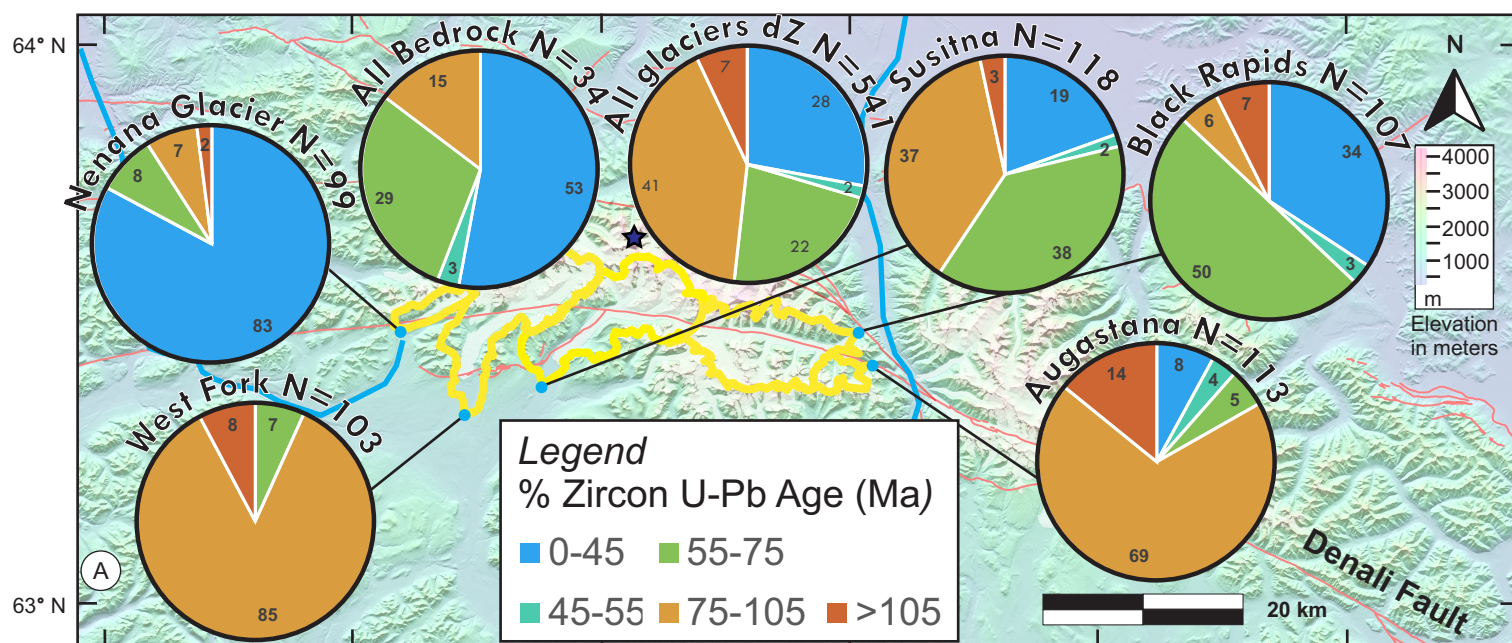 64° N
63° N
Nenana Glacier N=99
83
8
7
2
All Bedrock N=34
53
3
29
15
All glaciers dZ N=541
28
2
22
41
7
Susitna N=118
19
2
38
37
3
Black Rapids N=107
34
3
50
6
7
N
4000
3000
2000
1000
m
Elevation
in meters
West Fork N=103
7
85
8
Augastana N=113
8
4
5
69
14
Legend
% Zircon U-Pb Age (Ma)
0-45
55-75
45-55
75-105
>105
A
20 km
Denali Fault